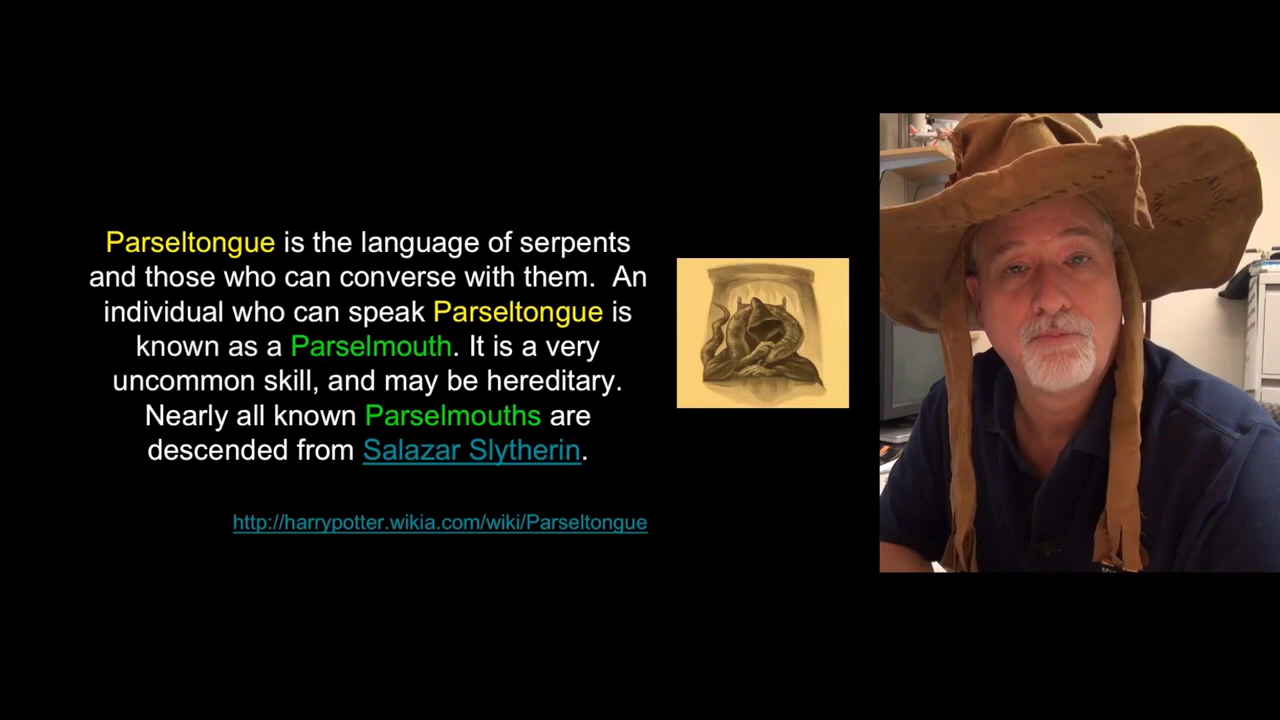 Parseltongue is the language of serpents
and those who can converse with them.  An
individual who can speak Parseltongue is
known as a Parselmouth. It is a very
uncommon skill, and may be hereditary.
Nearly all known Parselmouths are
descended from Salazar Slytherin.
http://harrypotter.wikia.com/wiki/Parseltongue